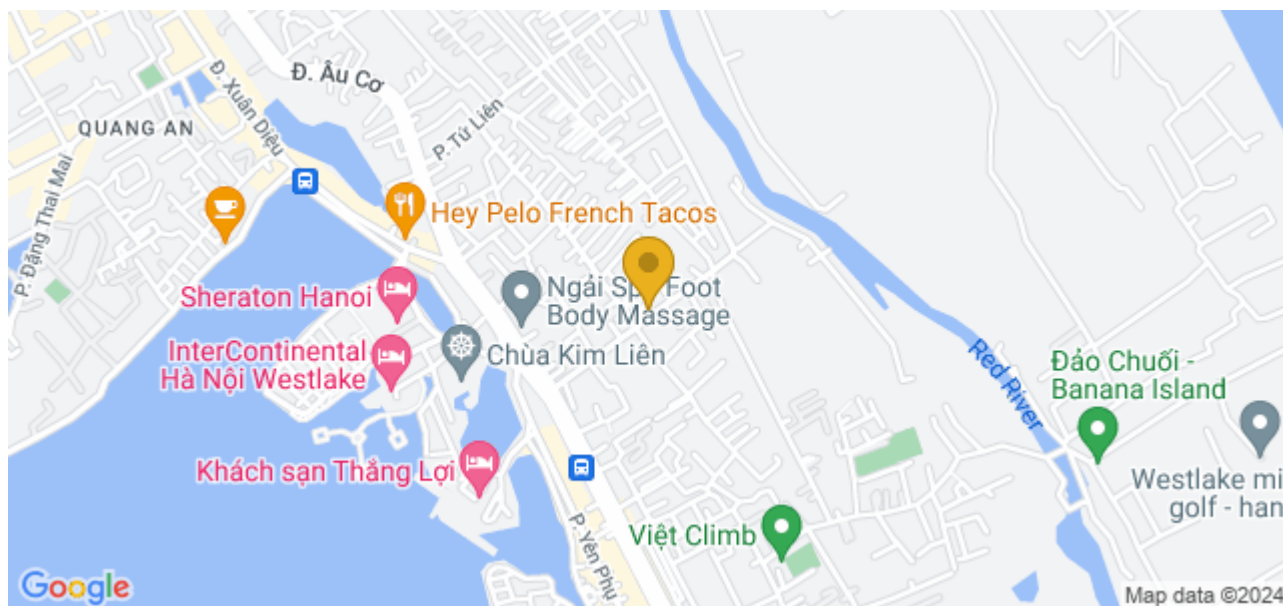 Đ. Âu Cơ
Đ. Xuân Diệu
P. Tứ Liên
QUANG AN
P. Đặng Thai Mai
Hey Pelo French Tacos
Sheraton Hanoi
Ngải Spa Foot
Body Massage
InterContinental
Hà Nội Westlake
Chùa Kim Liên
Red River
Đảo Chuối -
Banana Island
Khách sạn Thắng Lợi
Westlake mi
golf - han
Việt Climb
P. Yên Phụ
Google
Map data ©2024